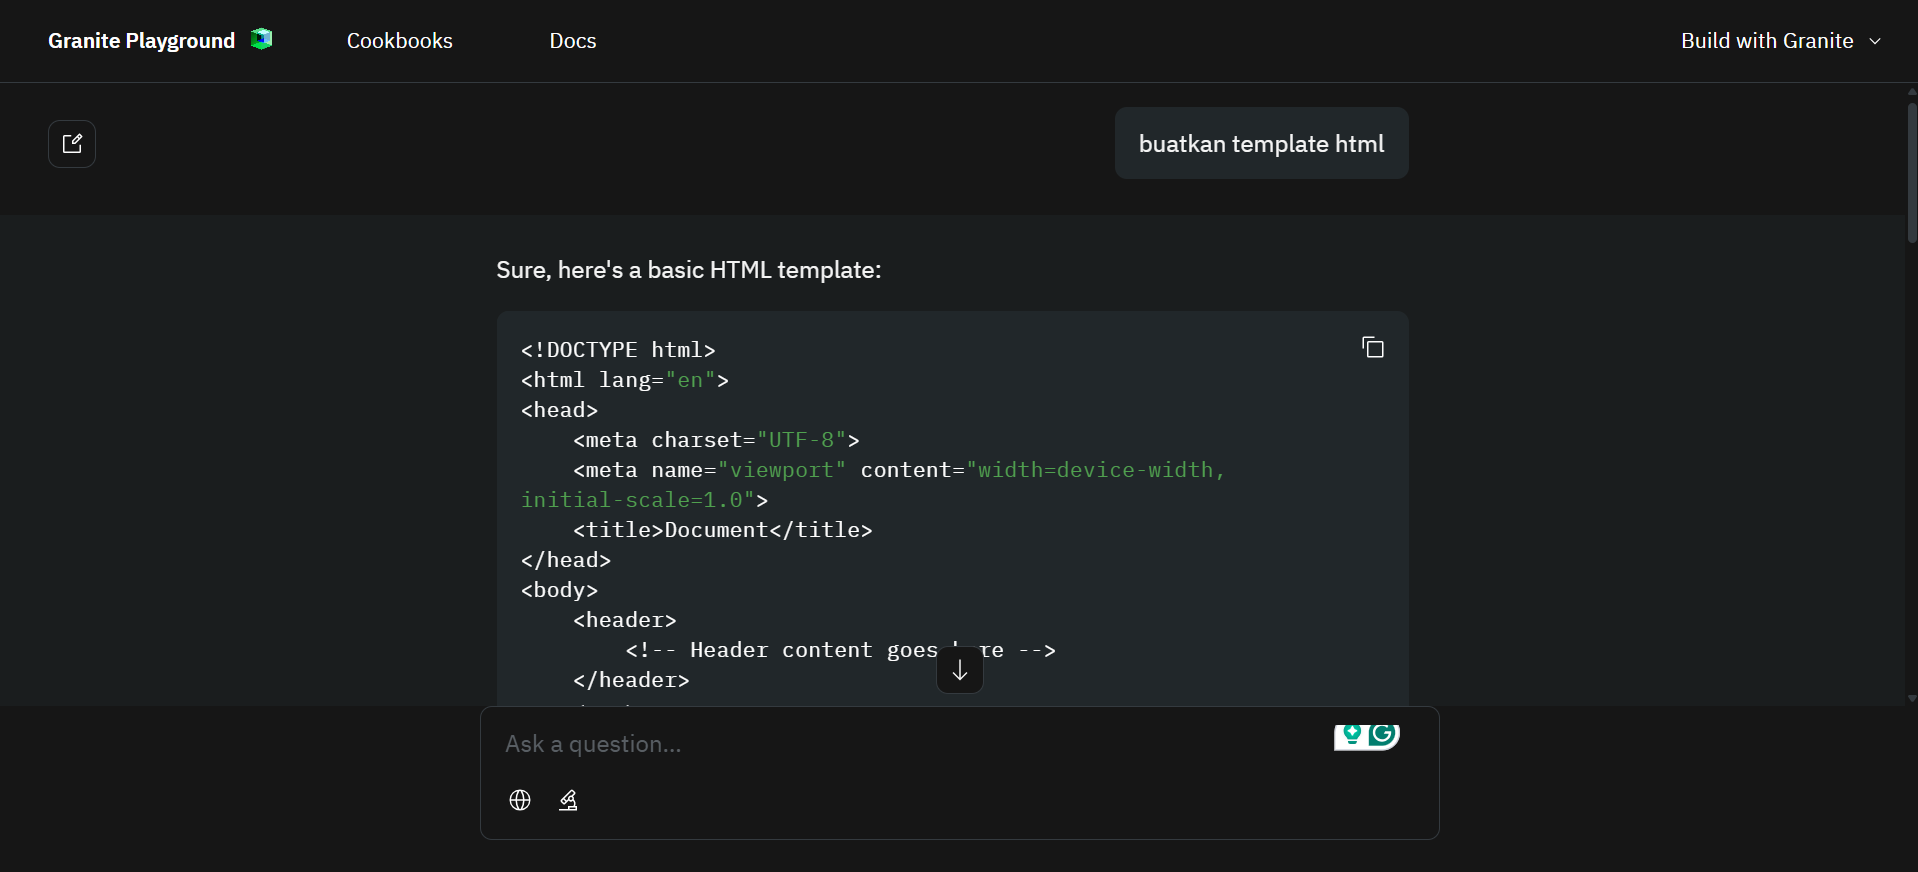 Granite Playground
Cookbooks
Docs
Build with Granite
buatkan template html
Sure, here's a basic HTML template:
<!DOCTYPE html>
<html lang="en">
<head>
    <meta charset="UTF-8">
    <meta name="viewport" content="width=device-width,
initial-scale=1.0">
    <title>Document</title>
</head>
<body>
    <header>
        <!-- Header content goes -->
    </header>
Ask a question...